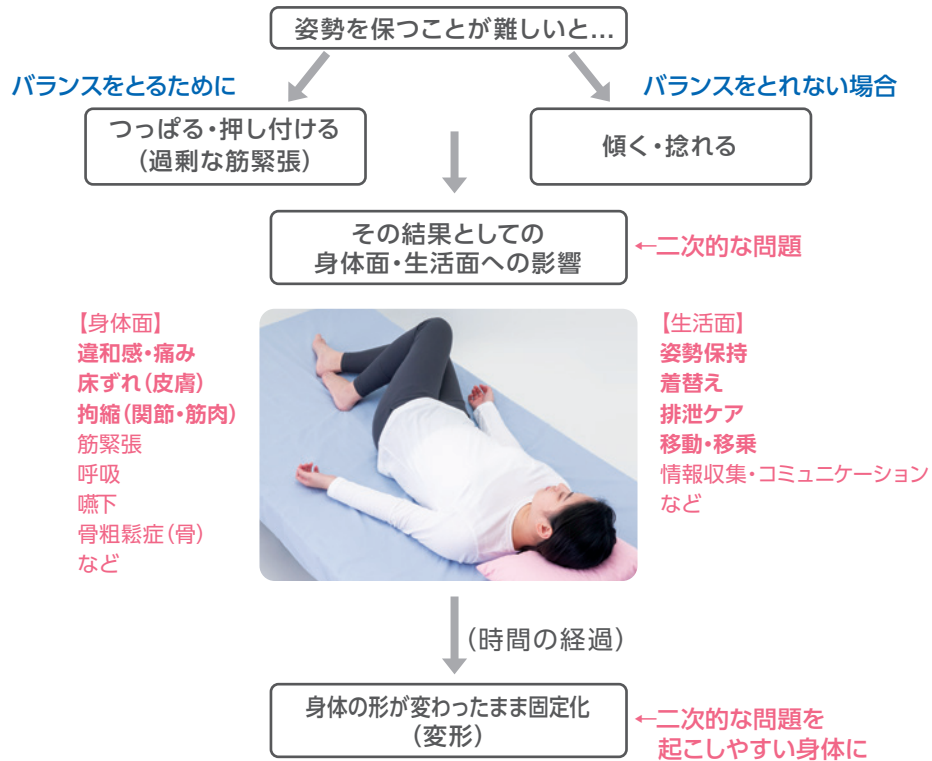 姿勢を保つことが難しいと…
バランスをとるために
バランスをとれない場合
つっぱる・押し付ける
（過剰な筋緊張）
傾く・捻れる
その結果としての
身体面・生活面への影響
←二次的な問題
【身体面】
違和感・痛み
床ずれ（皮膚）
拘縮（関節・筋肉）
筋緊張
呼吸
嚥下
骨粗鬆症（骨）
など
【生活面】
姿勢保持
着替え
排泄ケア
移動・移乗
情報収集・コミュニケーション
など
（時間の経過）
身体の形が変わったまま固定化
（変形）
←二次的な問題を
起こしやすい身体に